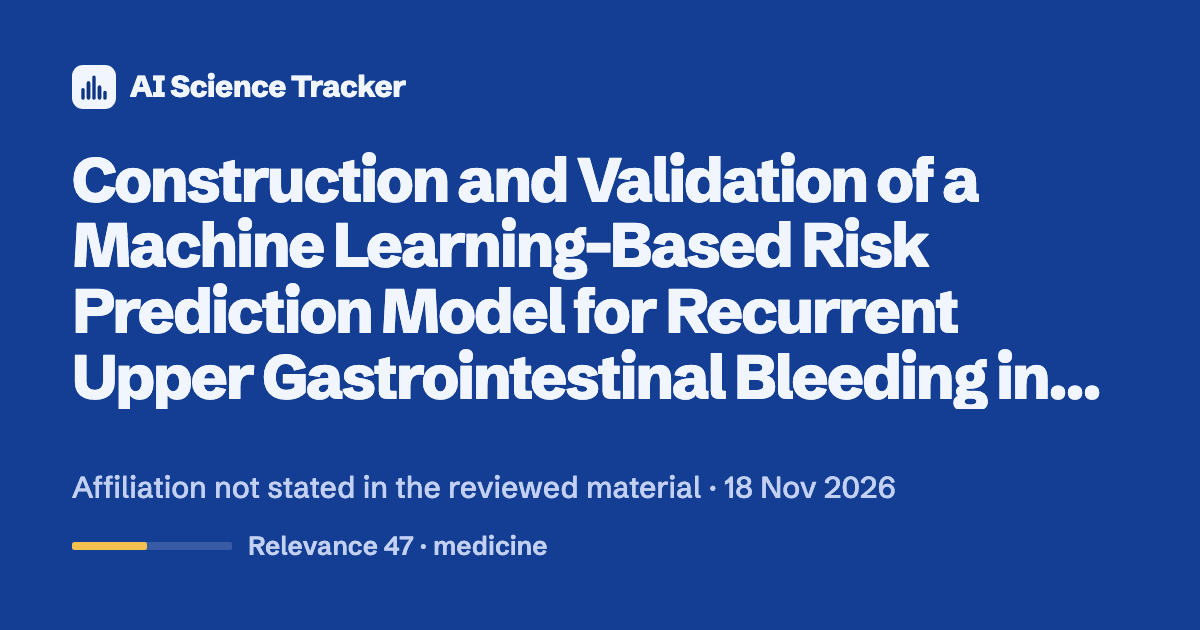 AI Science Tracker
Construction and Validation of a
Machine Learning-Based Risk
Prediction Model for Recurrent
Upper Gastrointestinal Bleeding in...
Affiliation not stated in the reviewed material · 18 Nov 2026
Relevance 47 · medicine